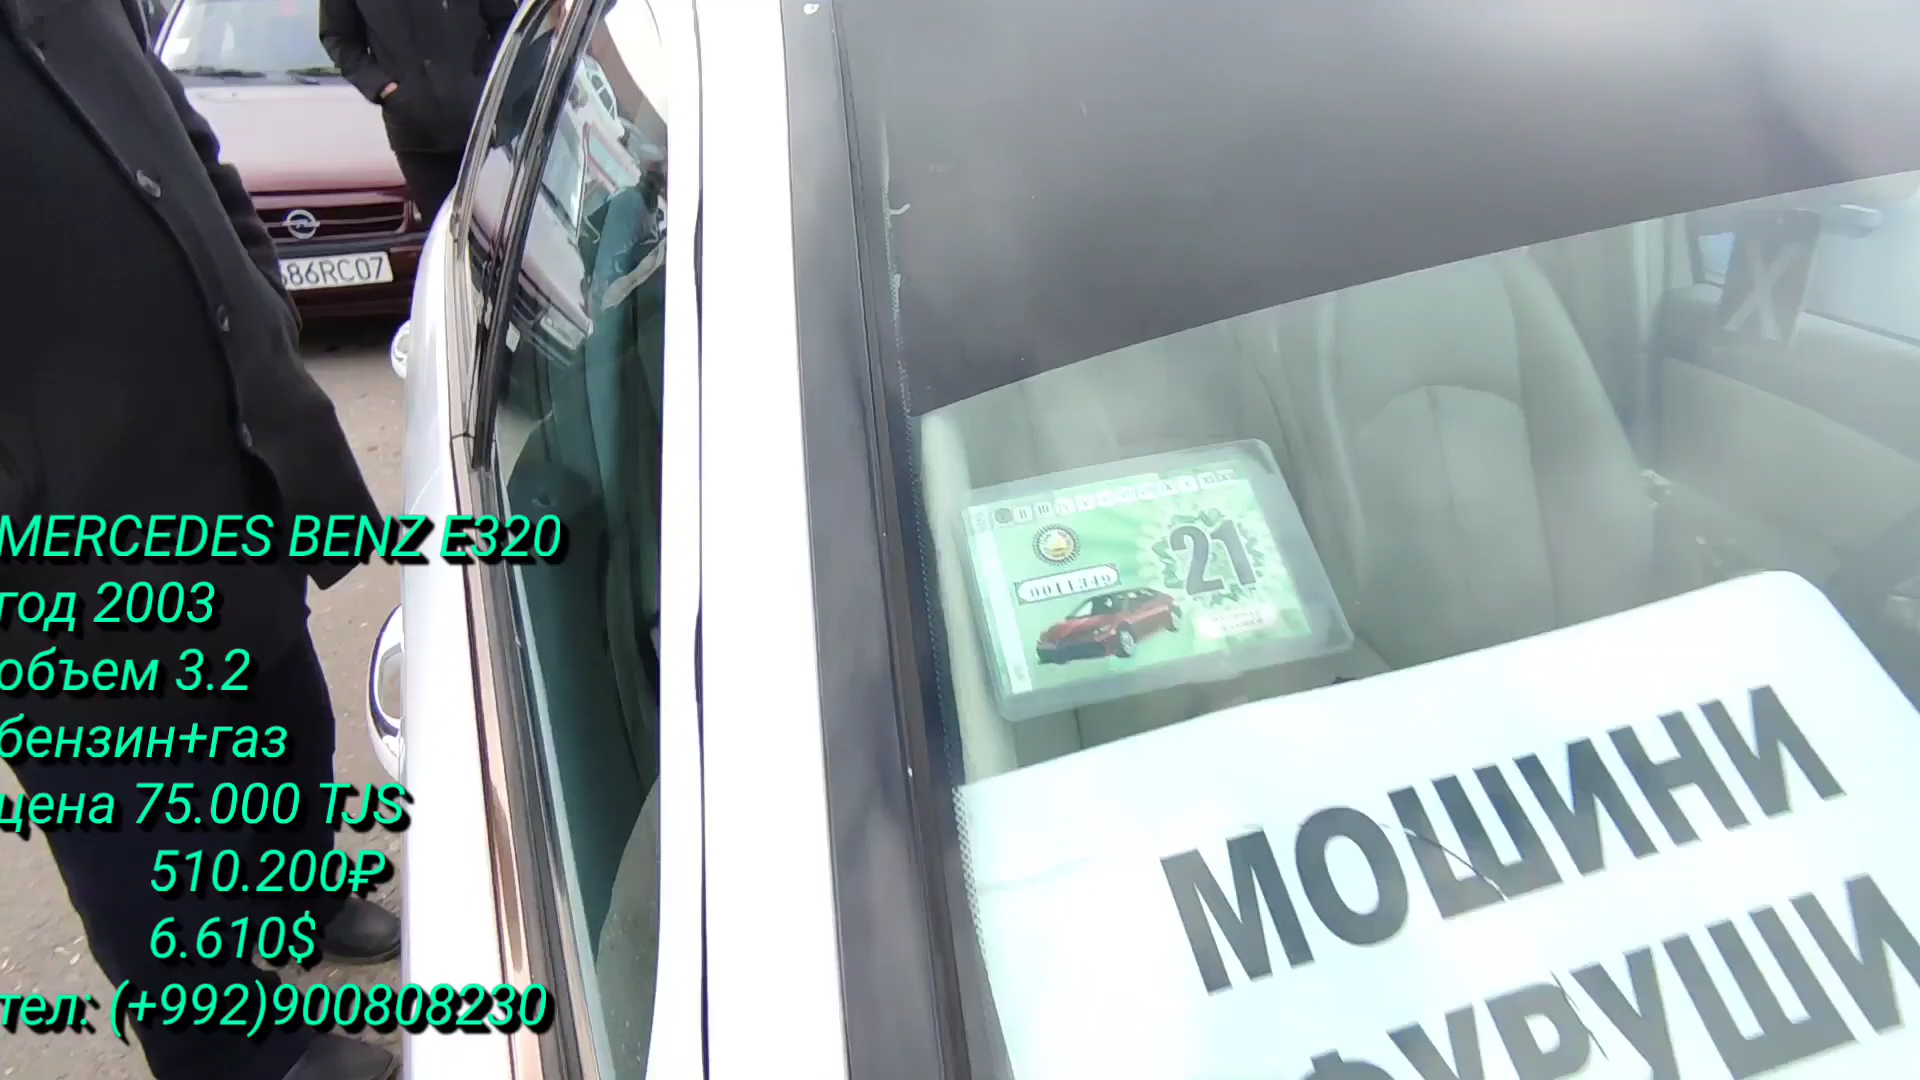 86RC07
MERCEDES BENZ E320
год 2003
объем 3.2
бензин+газ
цена 75.000 TJS
510.200₽
6.610$
тел: (+992)900808230
21
0011349
МОШИНИ
ФУРУШИ